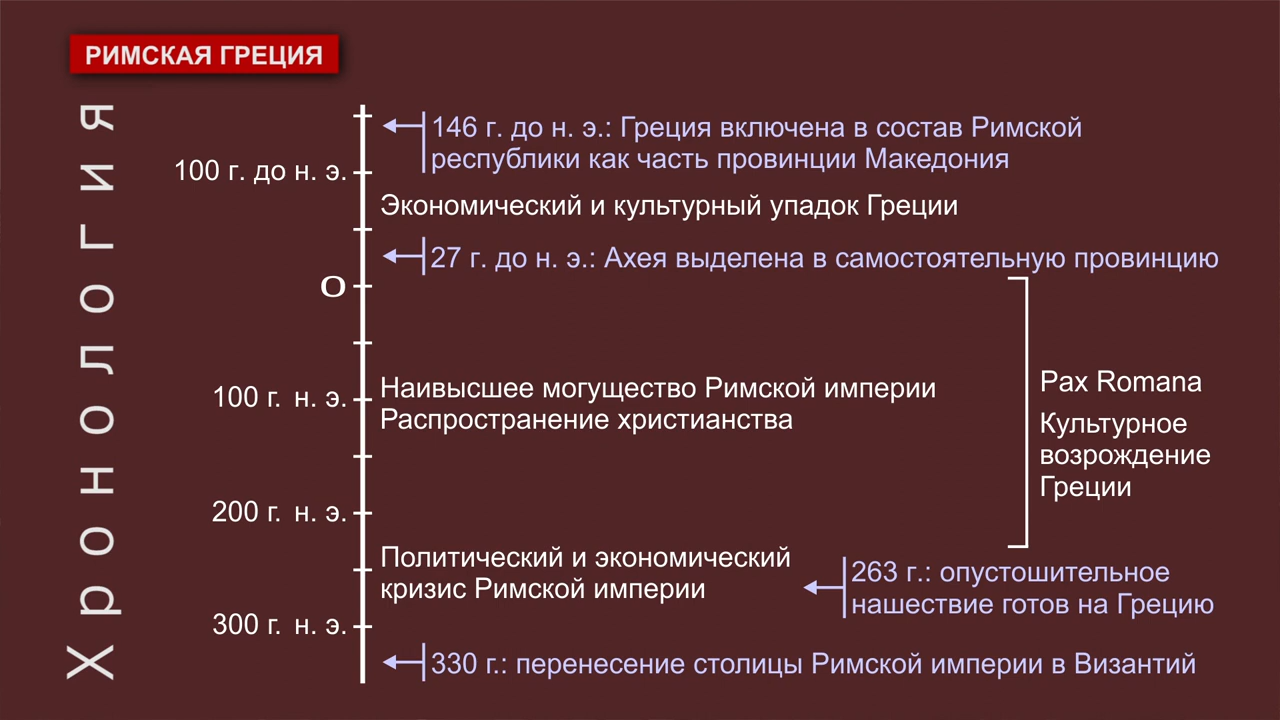 РИМСКАЯ ГРЕЦИЯ
Хронология
146 г. до н. э.: Греция включена в состав Римской
республики как часть провинции Македония
100 г. до н. э.
Экономический и культурный упадок Греции
27 г. до н. э.: Ахея выделена в самостоятельную провинцию
0
100 г. н. э.
Наивысшее могущество Римской империи
Распространение христианства
Pax Romana
Культурное
возрождение
Греции
200 г. н. э.
Политический и экономический
кризис Римской империи
263 г.: опустошительное
нашествие готов на Грецию
300 г. н. э.
330 г.: перенесение столицы Римской империи в Византий